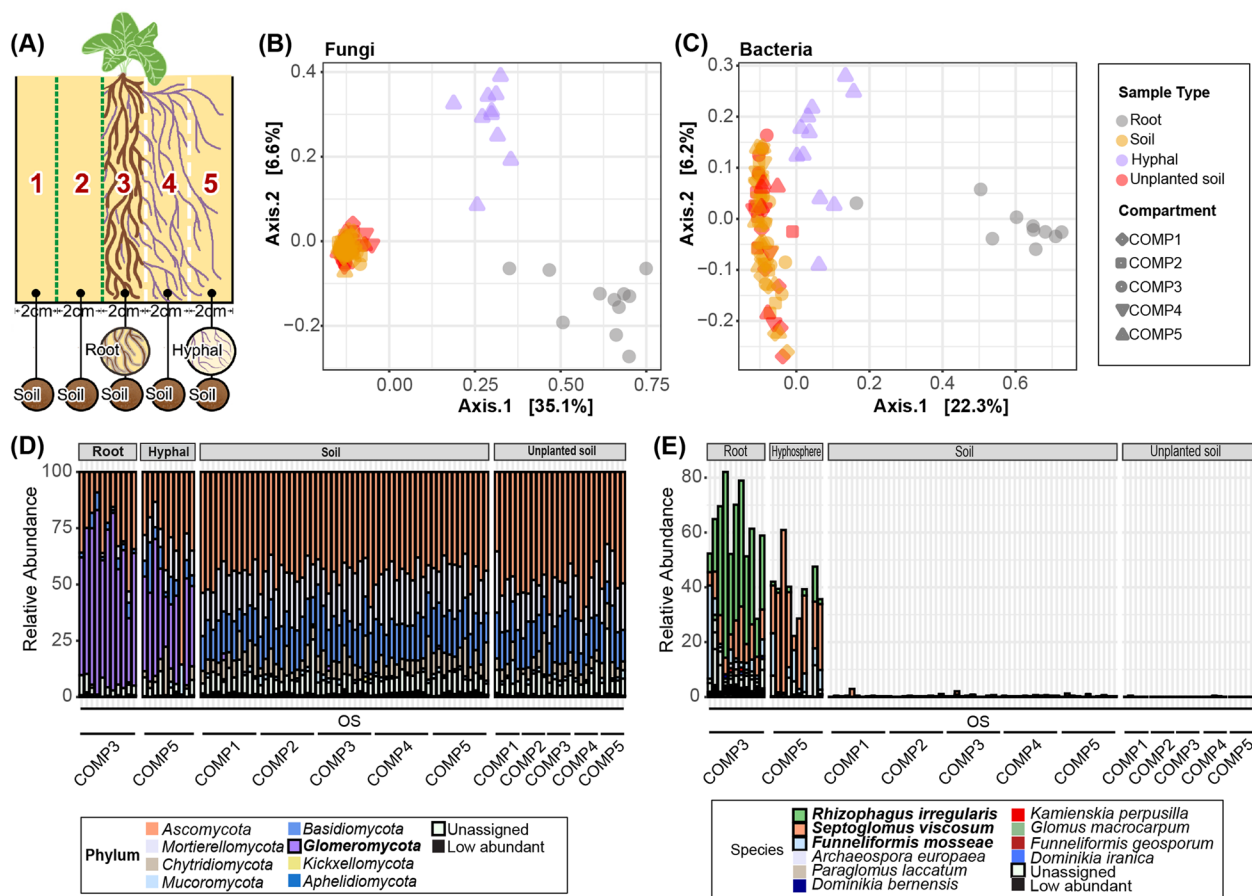 (A)
1 2 3 4 5
2cm 2cm 2cm 2cm 2cm
Root Hyphal
Soil Soil Soil Soil Soil
(B) Fungi
0.4
0.2
0.0
−0.2
Axis.2 [6.6%]
0.00 0.25 0.50 0.75
Axis.1 [35.1%]
(C) Bacteria
0.3
0.2
0.1
0.0
−0.1
−0.2
Axis.2 [6.2%]
0.0 0.2 0.4 0.6
Axis.1 [22.3%]
Sample Type
Root
Soil
Hyphal
Unplanted soil
Compartment
COMP1
COMP2
COMP3
COMP4
COMP5
(D)
Root Hyphal Soil Unplanted soil
Relative Abundance
100
75
50
25
0
OS
COMP3 COMP5 COMP1 COMP2 COMP3 COMP4 COMP5 COMP1 COMP2 COMP3 COMP4 COMP5
Phylum
Ascomycota Basidiomycota Unassigned
Mortierellomycota Glomeromycota Low abundant
Chytridiomycota Kickxellomycota
Mucoromycota Aphelidiomycota
(E)
Root Hyphosphere Soil Unplanted soil
Relative Abundance
80
60
40
20
0
OS
COMP3 COMP5 COMP1 COMP2 COMP3 COMP4 COMP5 COMP1 COMP2 COMP3 COMP4 COMP5
Species
Rhizophagus irregularis Kamienskia perpusilla
Septoglomus viscosum Glomus macrocarpum
Funneliformis mosseae Funneliformis geosporum
Archaeospora europaea Dominikia iranica
Paraglomus laccatum Unassigned
Dominikia bernensis Low abundant